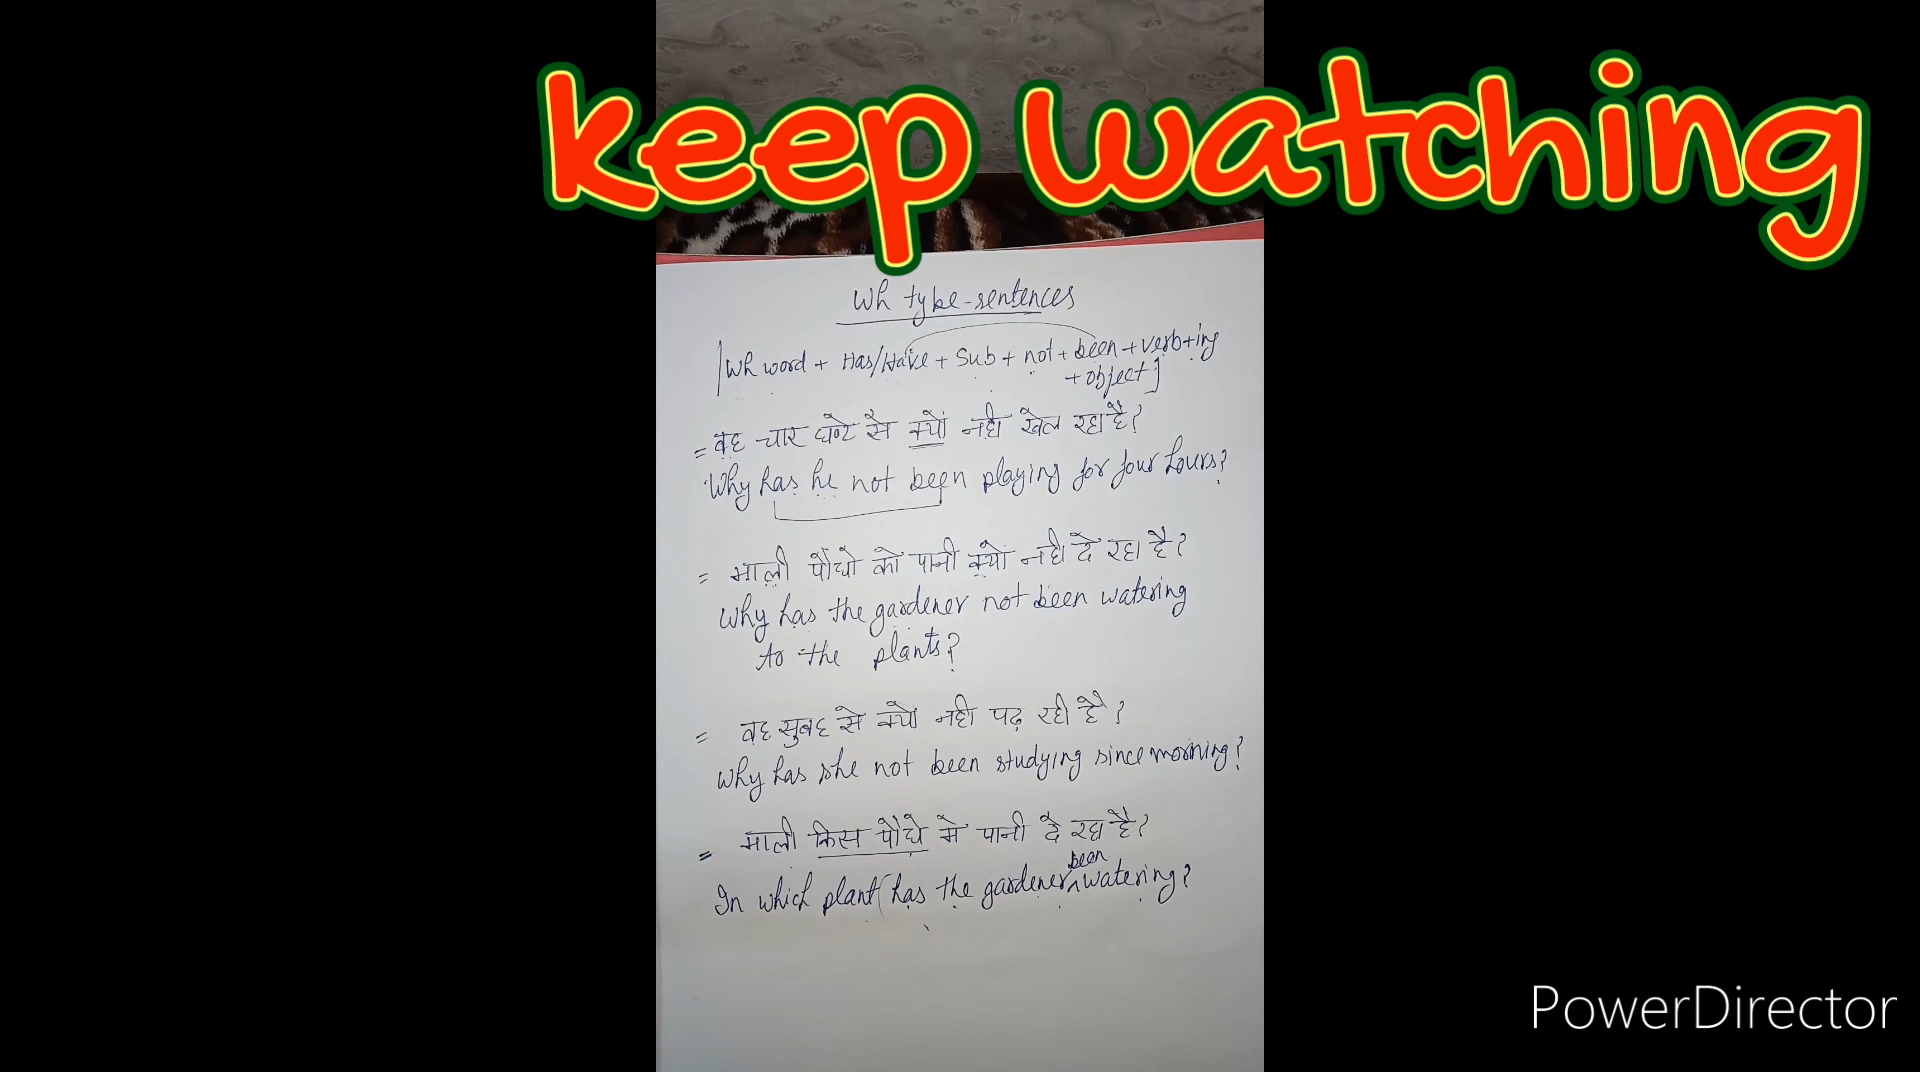 keep watching
Wh type-sentences
[Wh word + Has/Have + Sub + not + been + verb+ing
+ object]
= वह चार घण्टे से क्यों नही खेल रहा है?
Why has he not been playing for four hours?
= माली पौधो को पानी क्यो नही दे रहा है?
Why has the gardener not been watering
to the plants?
= वह सुबह से क्यो नही पढ़ रही है?
Why has she not been studying since morning?
= माली किस पौधे मे पानी दे रहा है?
In which plant has the gardener been watering?
PowerDirector